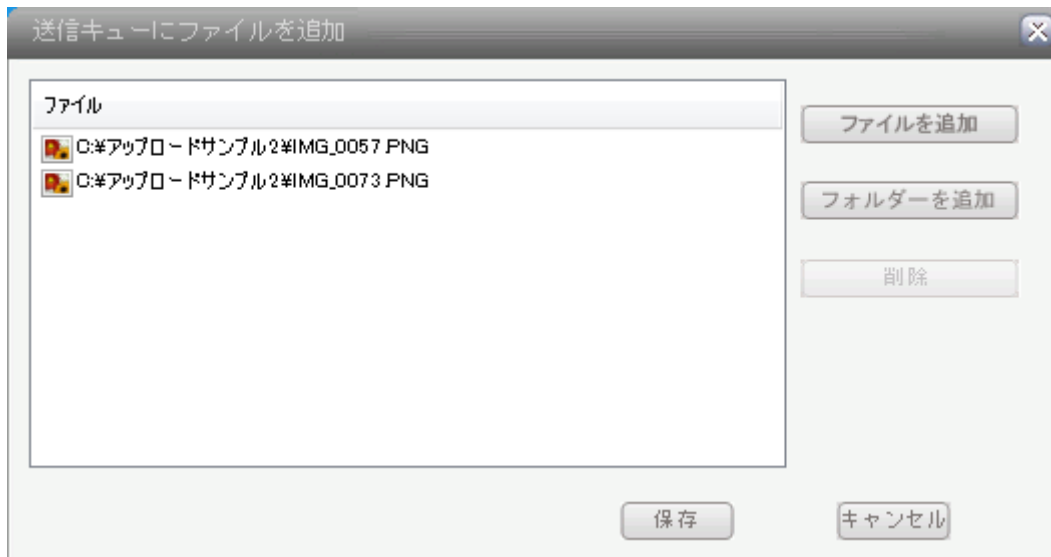 送信キューにファイルを追加
ファイル
C:¥アップロードサンプル2¥IMG_0057.PNG
C:¥アップロードサンプル2¥IMG_0073.PNG
ファイルを追加
フォルダーを追加
削除
保存
キャンセル